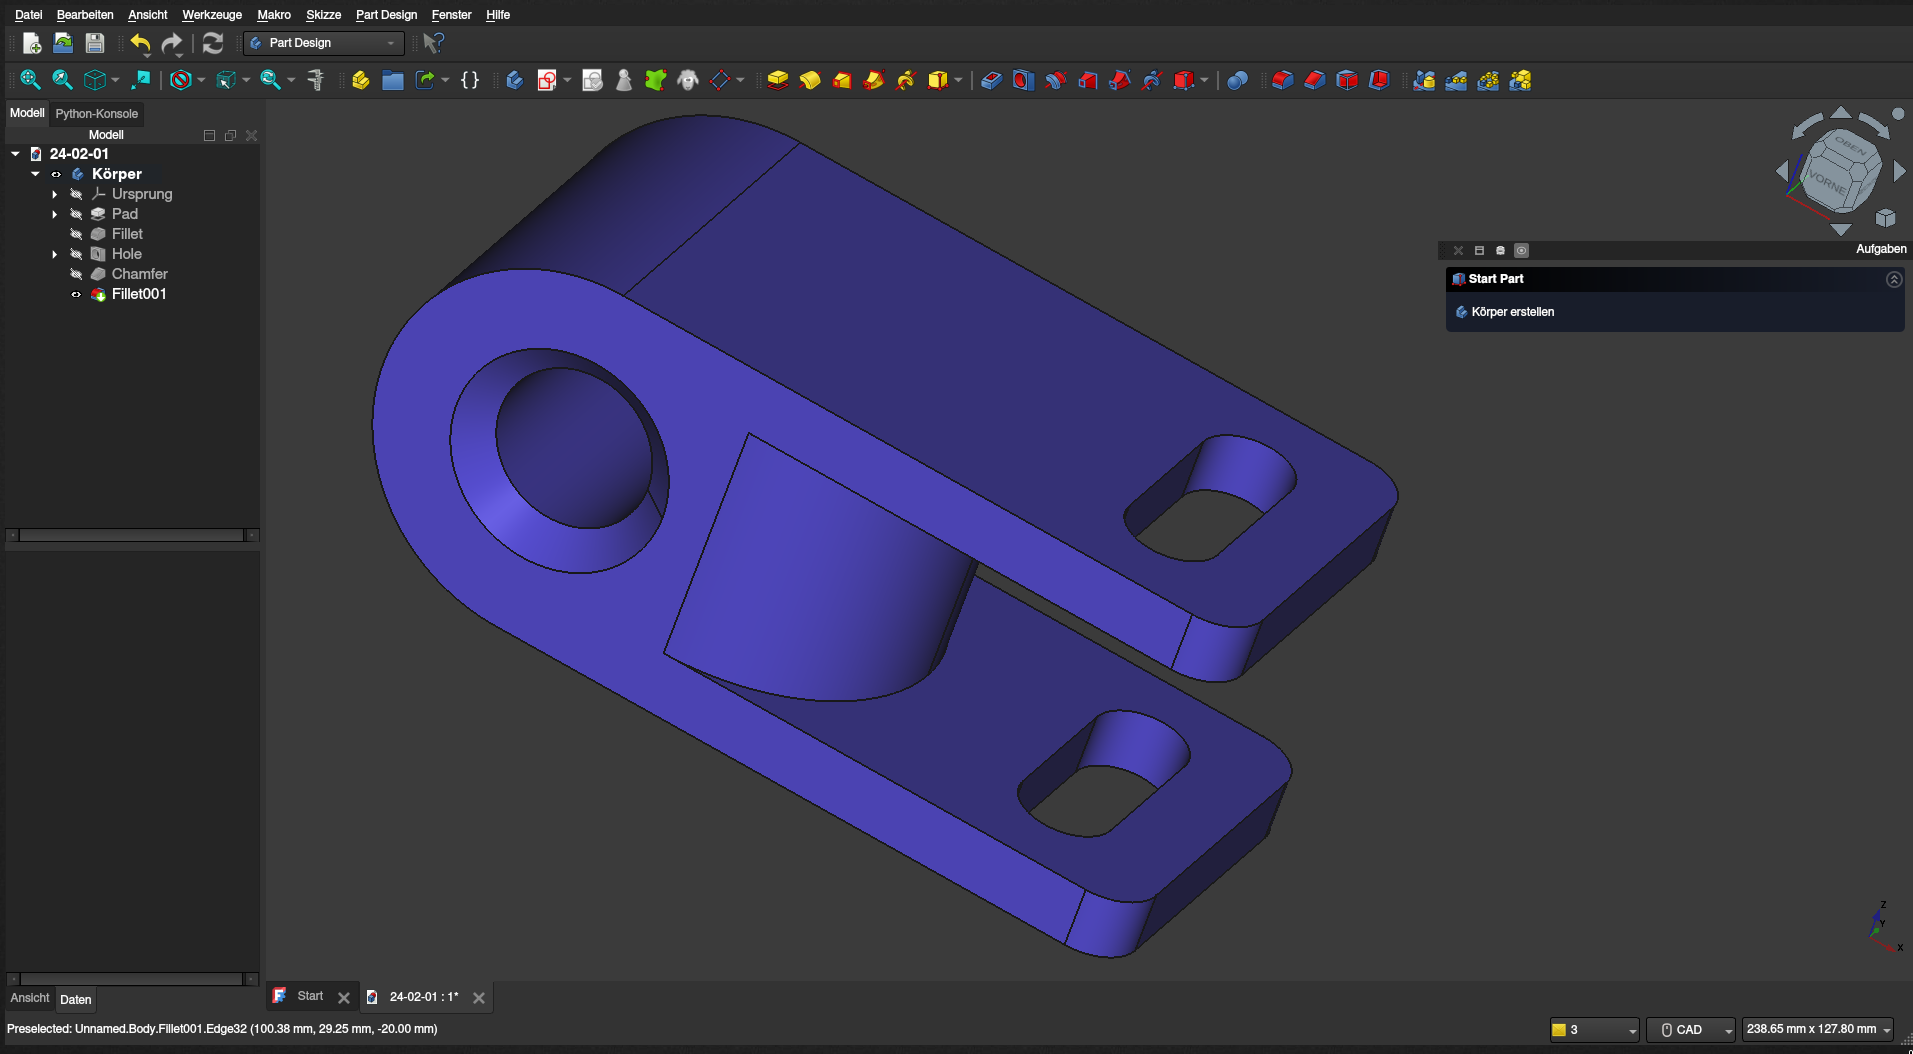 Datei Bearbeiten Ansicht Werkzeuge Makro Skizze Part Design Fenster Hilfe
Part Design
Modell Python-Konsole
Modell
24-02-01
Körper
Ursprung
Pad
Fillet
Hole
Chamfer
Fillet001
OBEN
VORNE
Aufgaben
Start Part
Körper erstellen
Z
Y
X
Ansicht Daten
Start
24-02-01 : 1*
Preselected: Unnamed.Body.Fillet001.Edge32 (100.38 mm, 29.25 mm, -20.00 mm)
3
CAD
238.65 mm x 127.80 mm